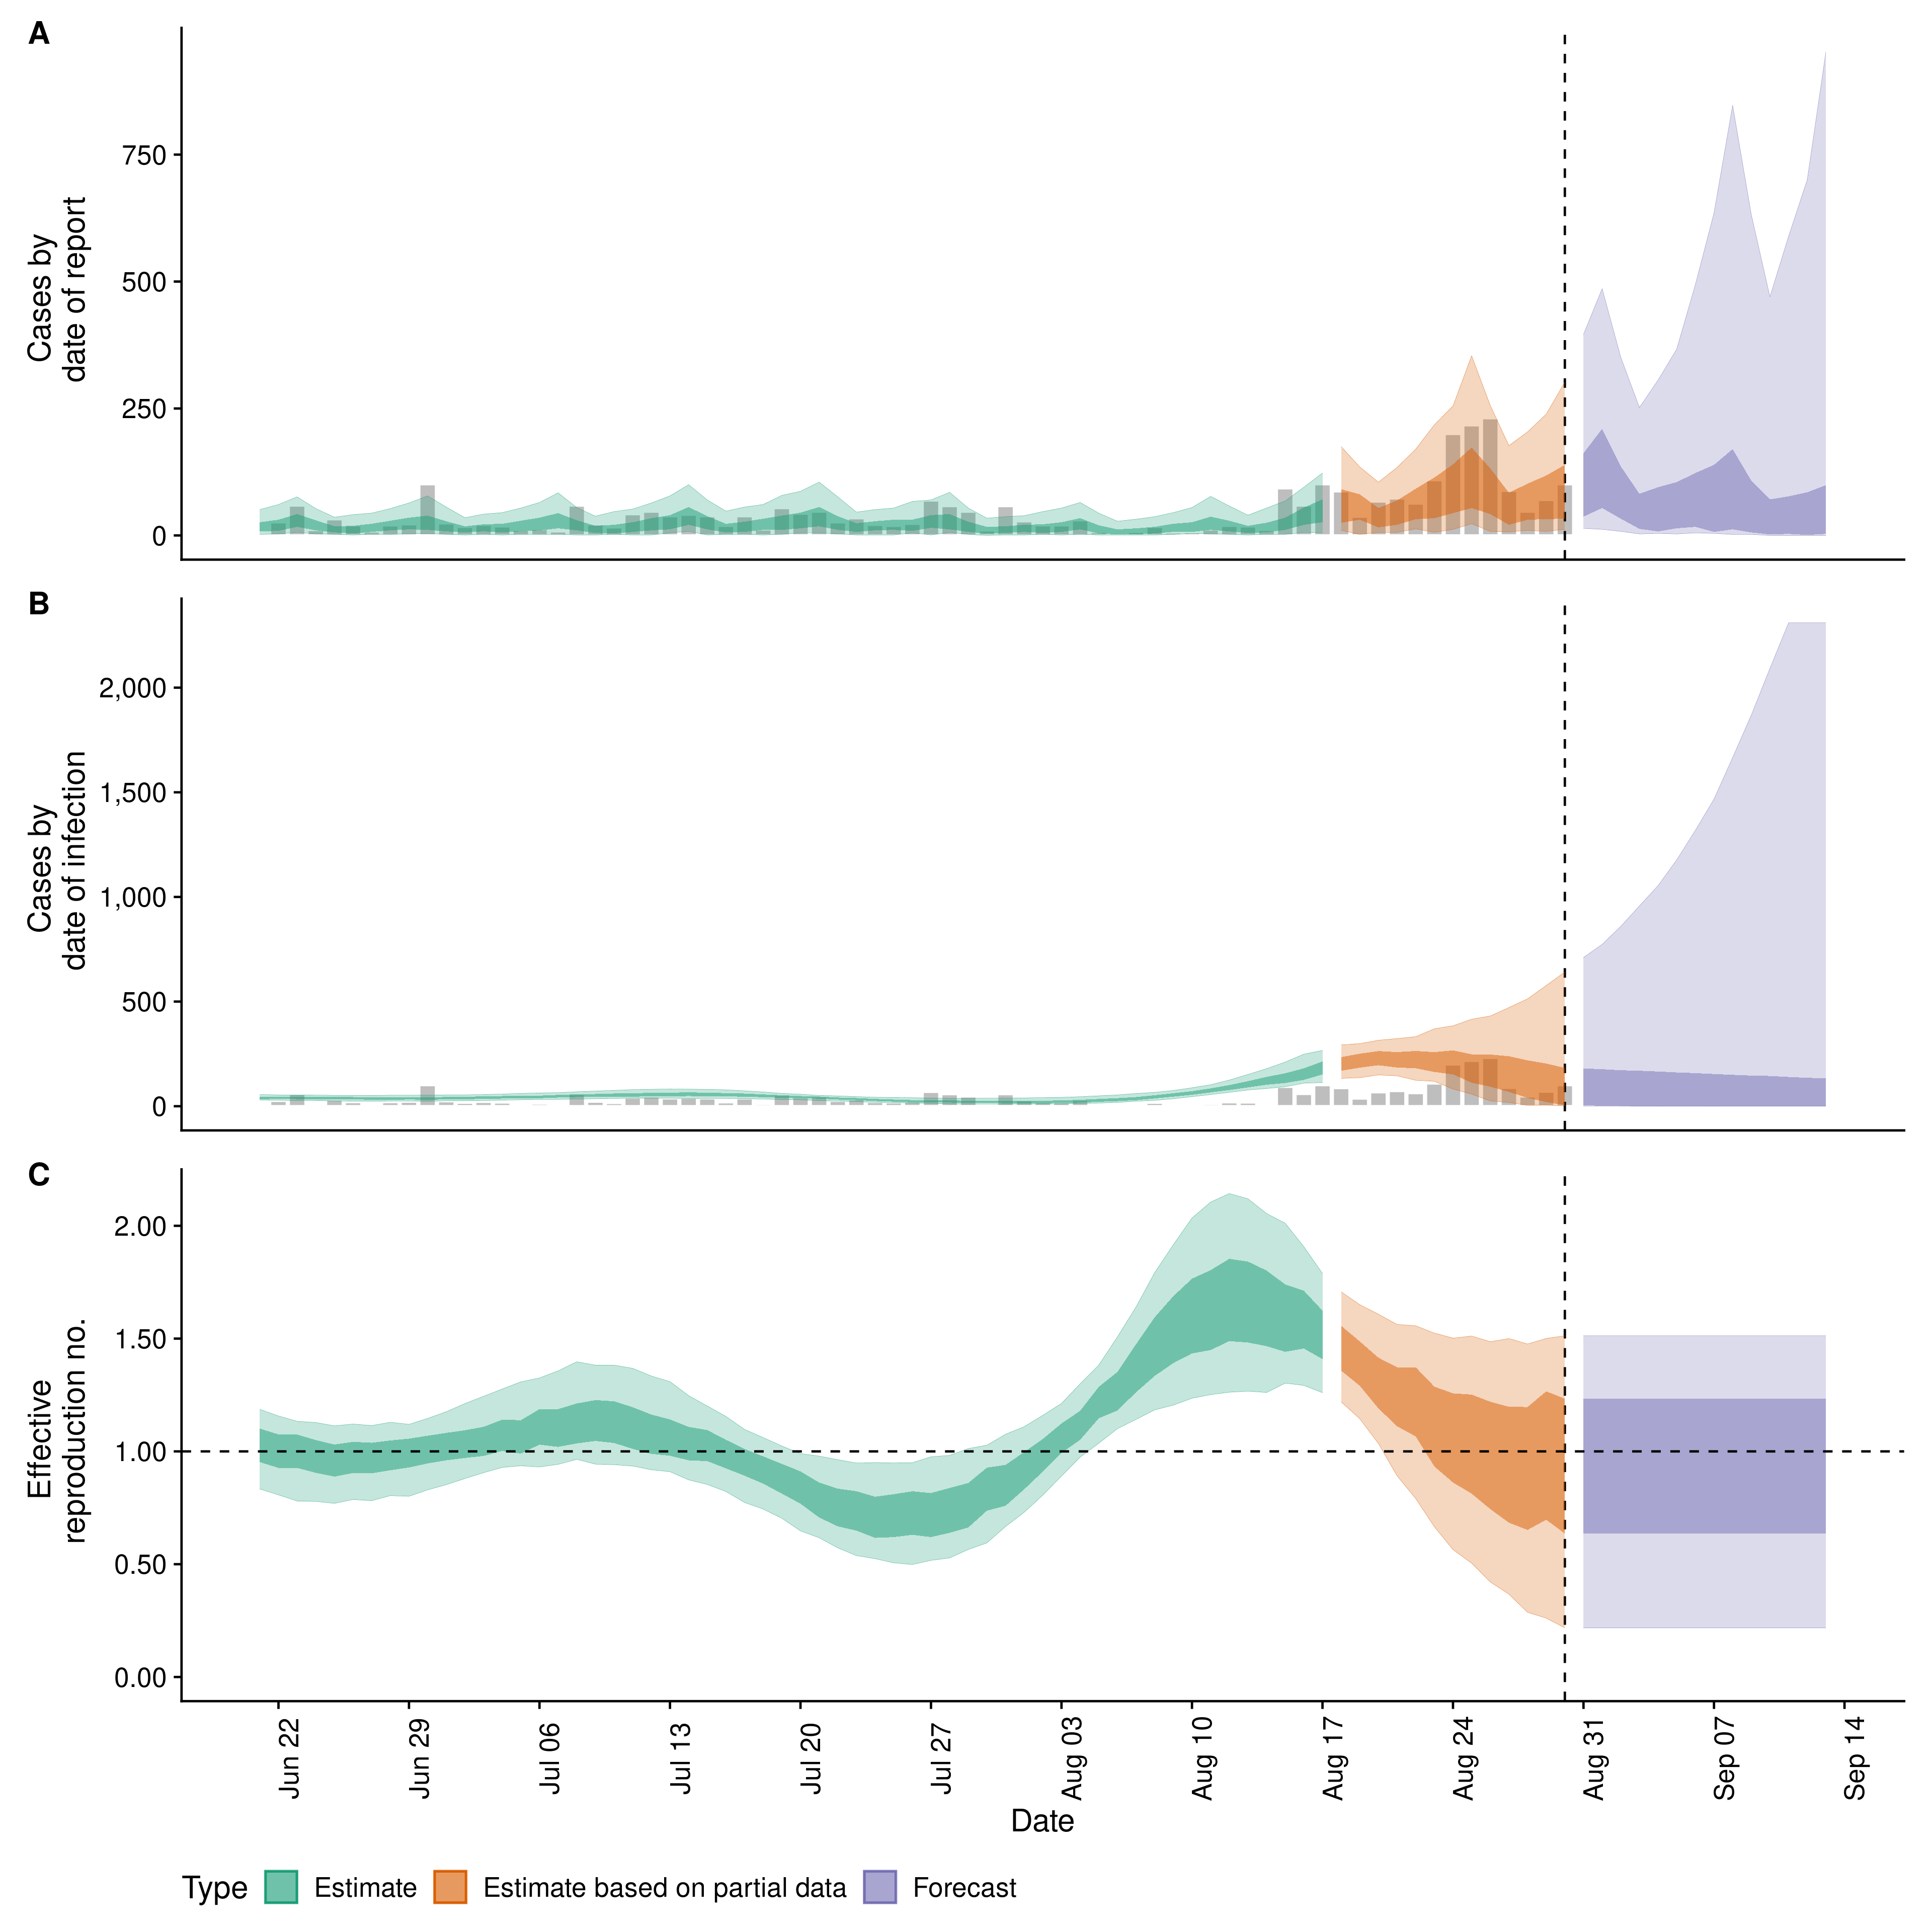 A
Cases by
date of report
750
500
250
0
B
Cases by
date of infection
2,000
1,500
1,000
500
0
C
Effective
reproduction no.
2.00
1.50
1.00
0.50
0.00
Jun 22
Jun 29
Jul 06
Jul 13
Jul 20
Jul 27
Aug 03
Aug 10
Aug 17
Aug 24
Aug 31
Sep 07
Sep 14
Date
Type
Estimate
Estimate based on partial data
Forecast